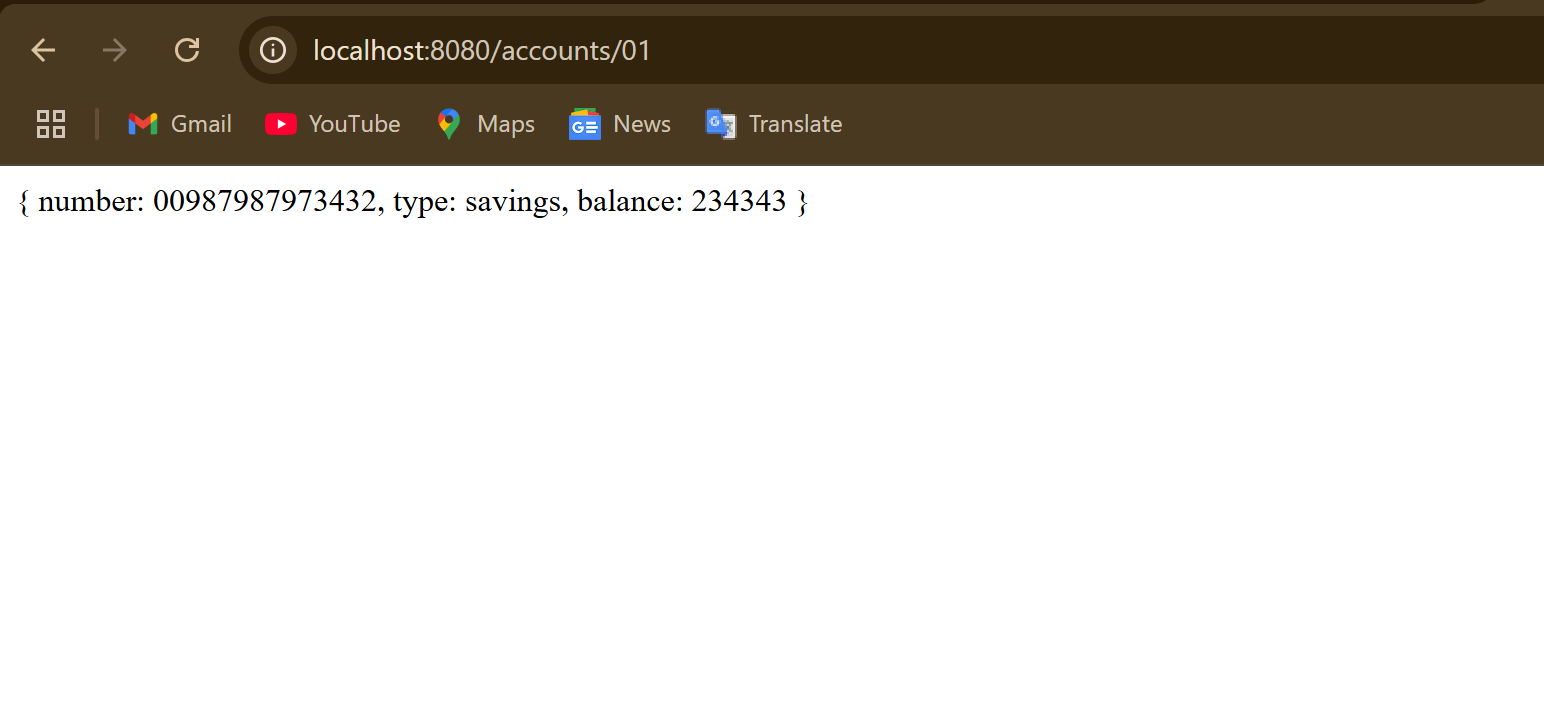 localhost:8080/accounts/01
Gmail YouTube Maps News Translate
{ number: 00987987973432, type: savings, balance: 234343 }